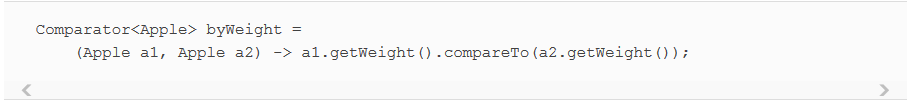 Comparator<Apple> byWeight =
    (Apple a1, Apple a2) -> a1.getWeight().compareTo(a2.getWeight());